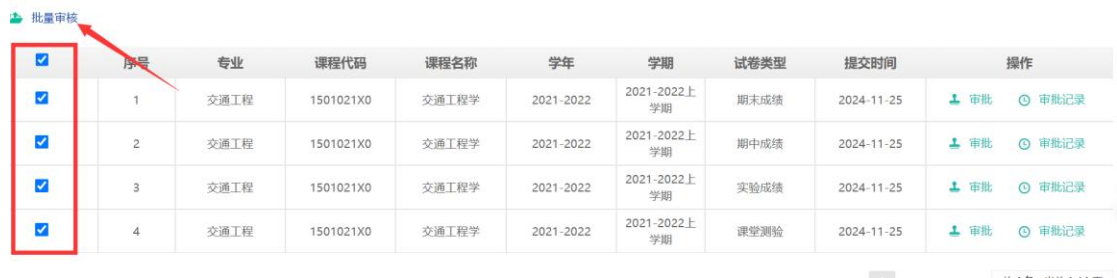 批量审核
序号 专业 课程代码 课程名称 学年 学期 试卷类型 提交时间 操作
1 交通工程 1501021X0 交通工程学 2021-2022 2021-2022上学期 期末成绩 2024-11-25 审批 审批记录
2 交通工程 1501021X0 交通工程学 2021-2022 2021-2022上学期 期中成绩 2024-11-25 审批 审批记录
3 交通工程 1501021X0 交通工程学 2021-2022 2021-2022上学期 实验成绩 2024-11-25 审批 审批记录
4 交通工程 1501021X0 交通工程学 2021-2022 2021-2022上学期 课堂测验 2024-11-25 审批 审批记录